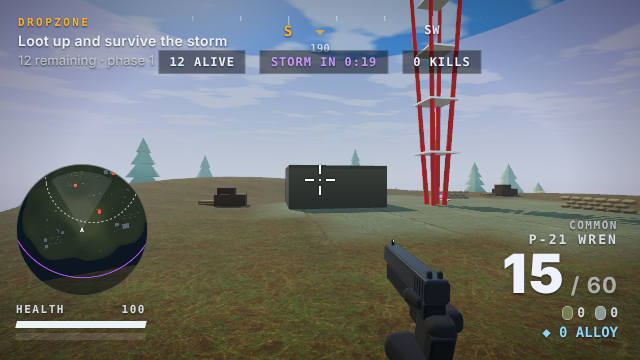 DROPZONE
Loot up and survive the storm
12 remaining · phase 1
S
190
SW
12 ALIVE
STORM IN 0:19
0 KILLS
HEALTH 100
COMMON
P-21 WREN
15 / 60
0 0
0 ALLOY